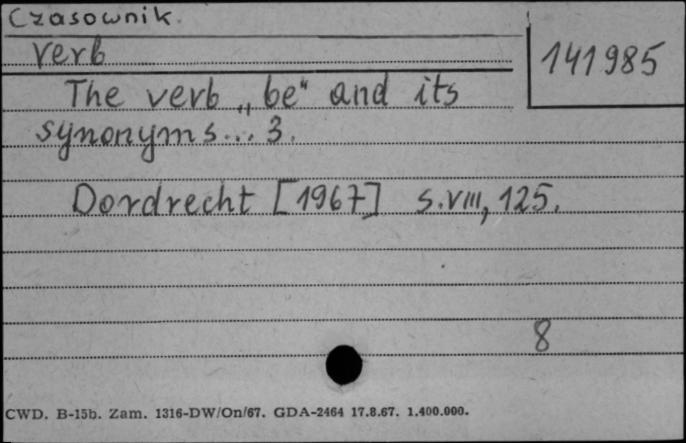 Czasownik.
Verb
141985
The verb „be“ and its
synonyms... 3.
Dordrecht [1967] s.VIII, 125.
8
CWD. B-15b. Zam. 1316-DW/On/67. GDA-2464 17.8.67. 1.400.000.